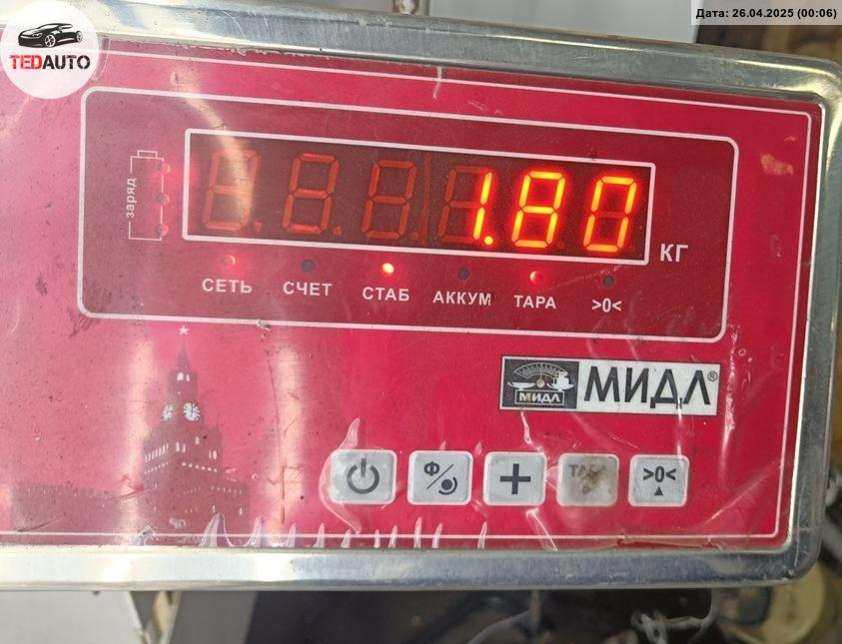 Дата: 26.04.2025 (00:06)
TEDAUTO
заряд
1.80
КГ
СЕТЬ СЧЕТ СТАБ АККУМ ТАРА >0<
МИДЛ МИДЛ®
Ф/ + >0<